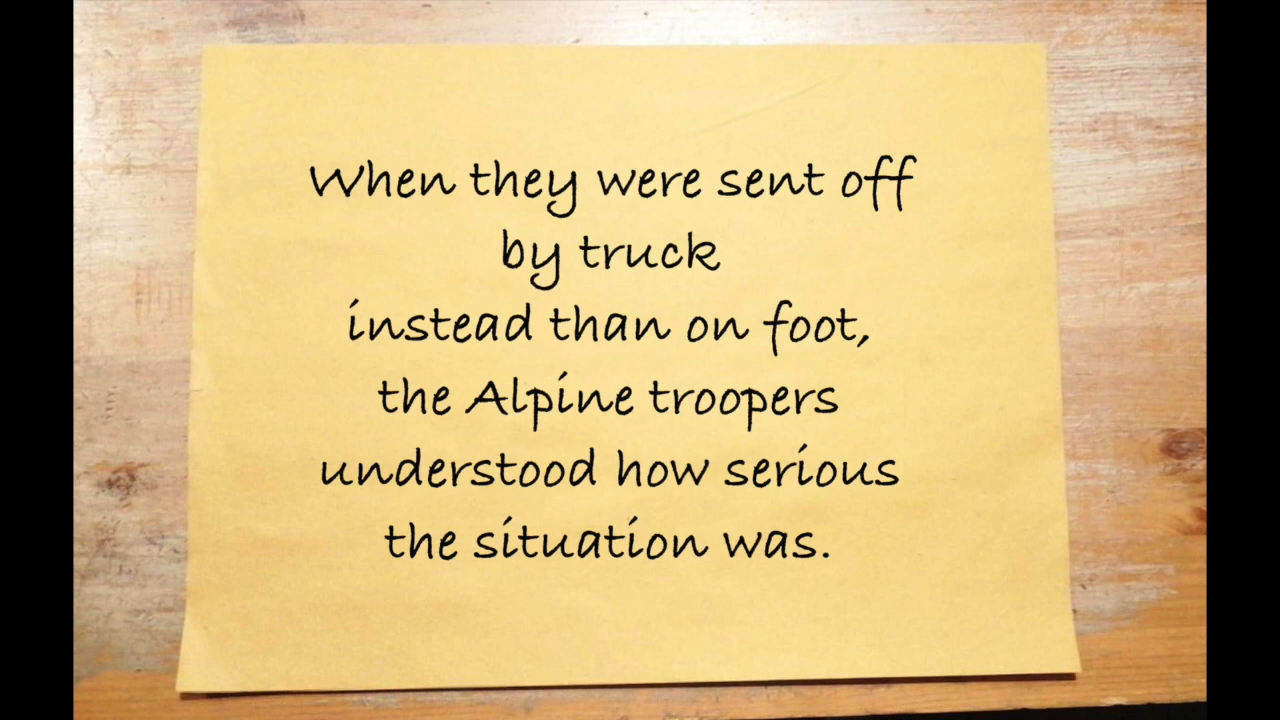 When they were sent off
by truck
instead than on foot,
the Alpine troopers
understood how serious
the situation was.